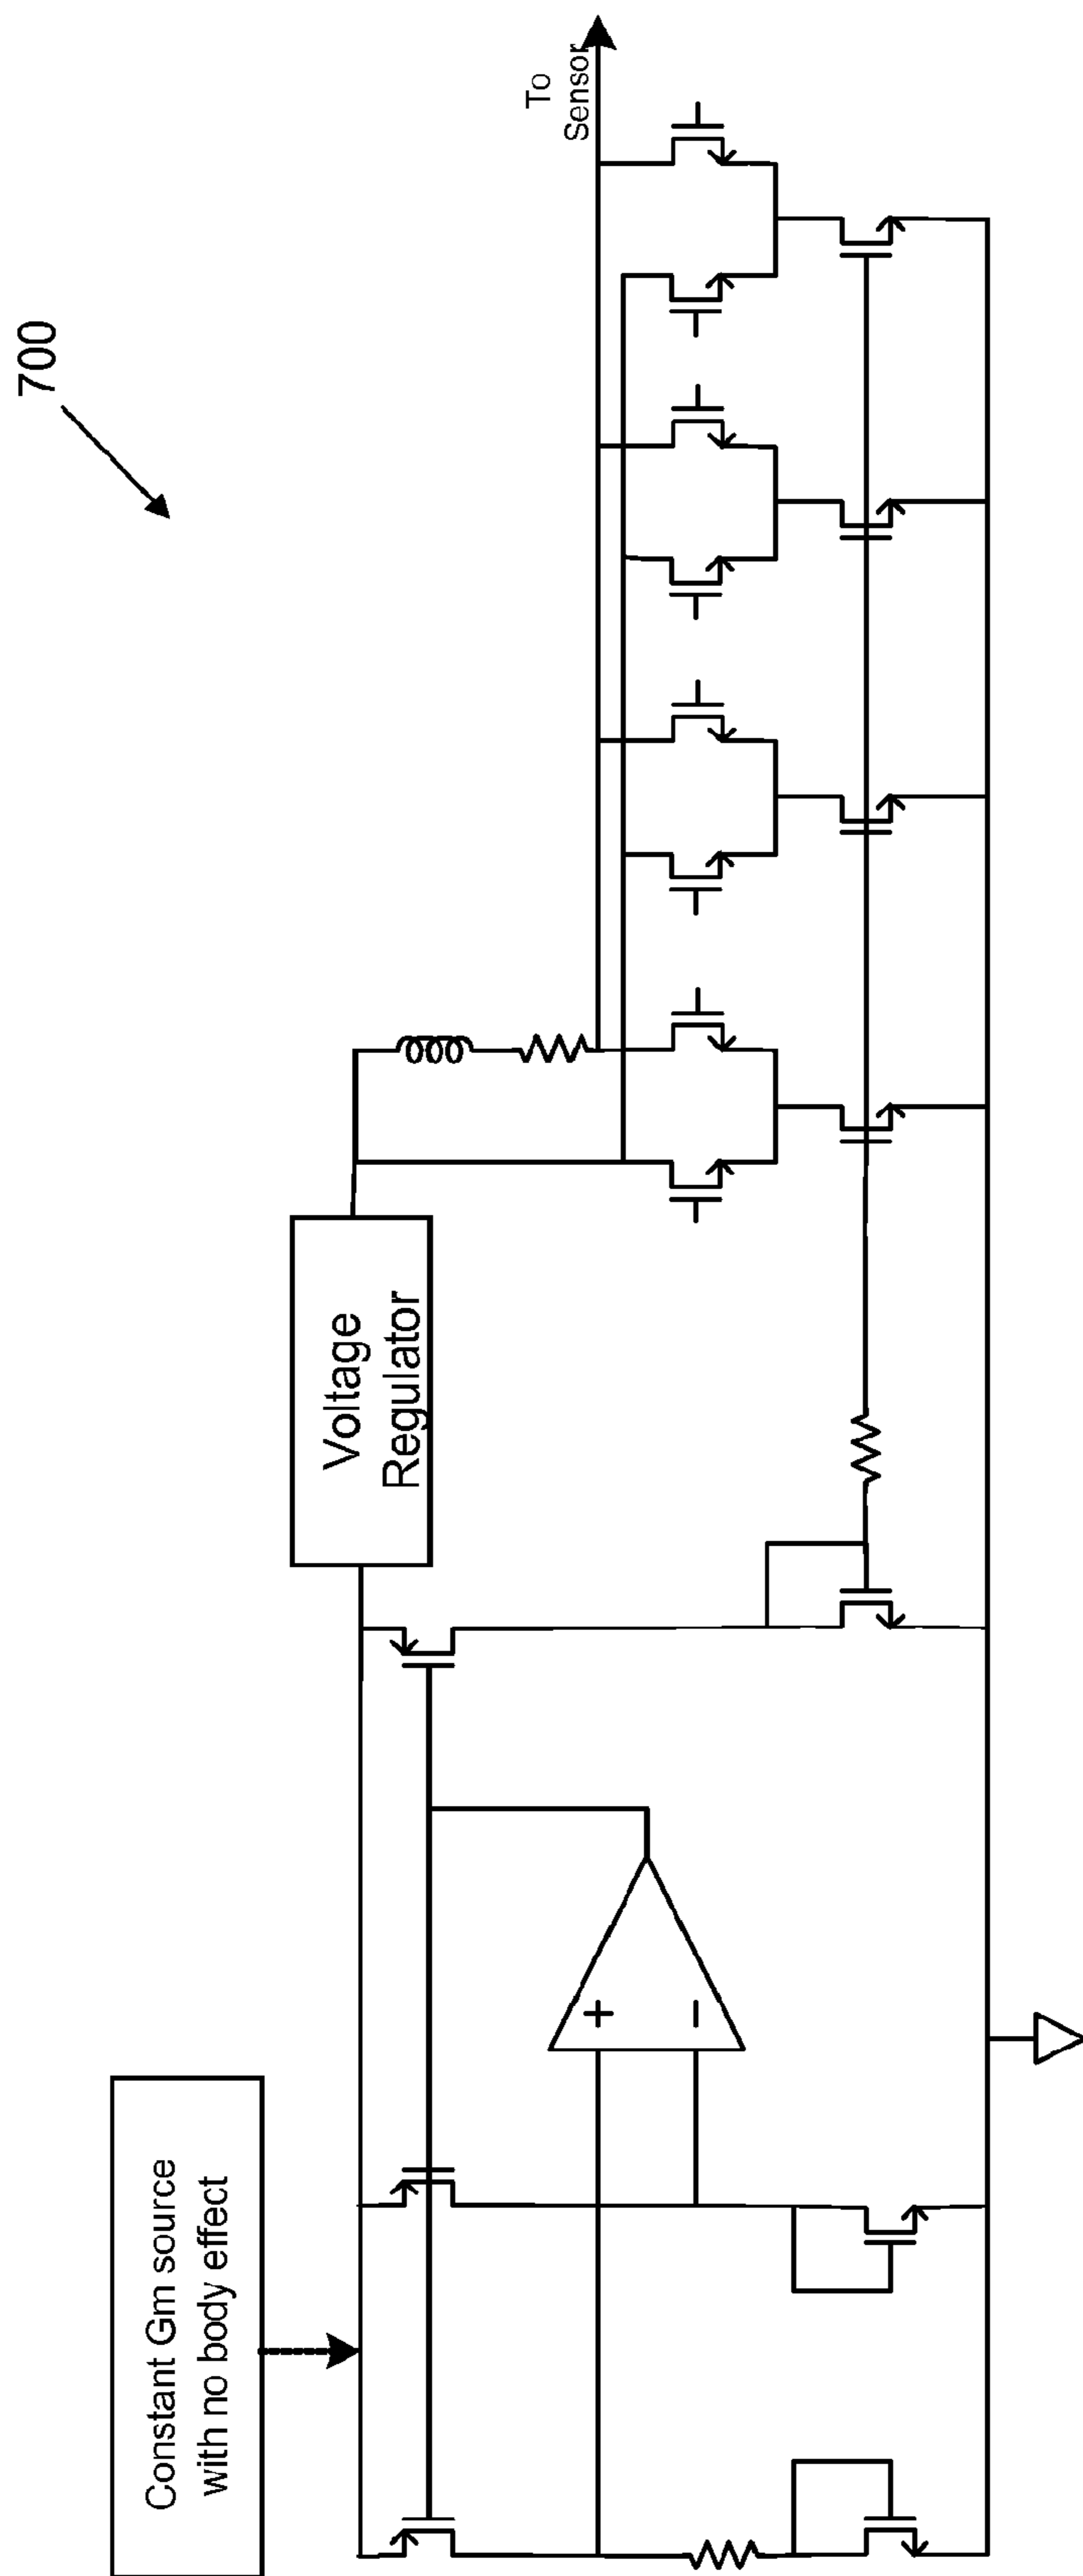 700
Constant Gm source
with no body effect
Voltage
Regulator
To
Sensor
+
−